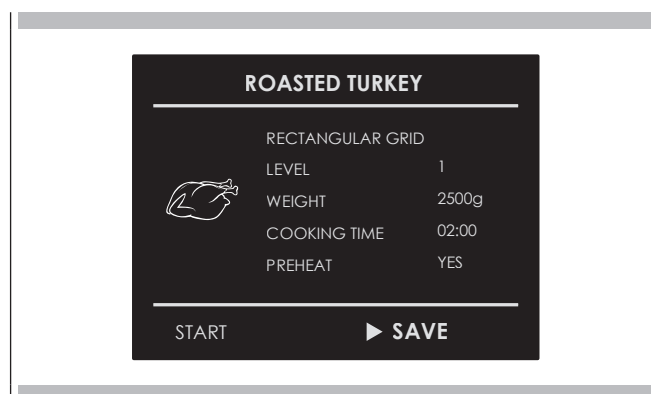 ROASTED TURKEY
RECTANGULAR GRID
LEVEL 1
WEIGHT 2500g
COOKING TIME 02:00
PREHEAT YES
START ▶ SAVE